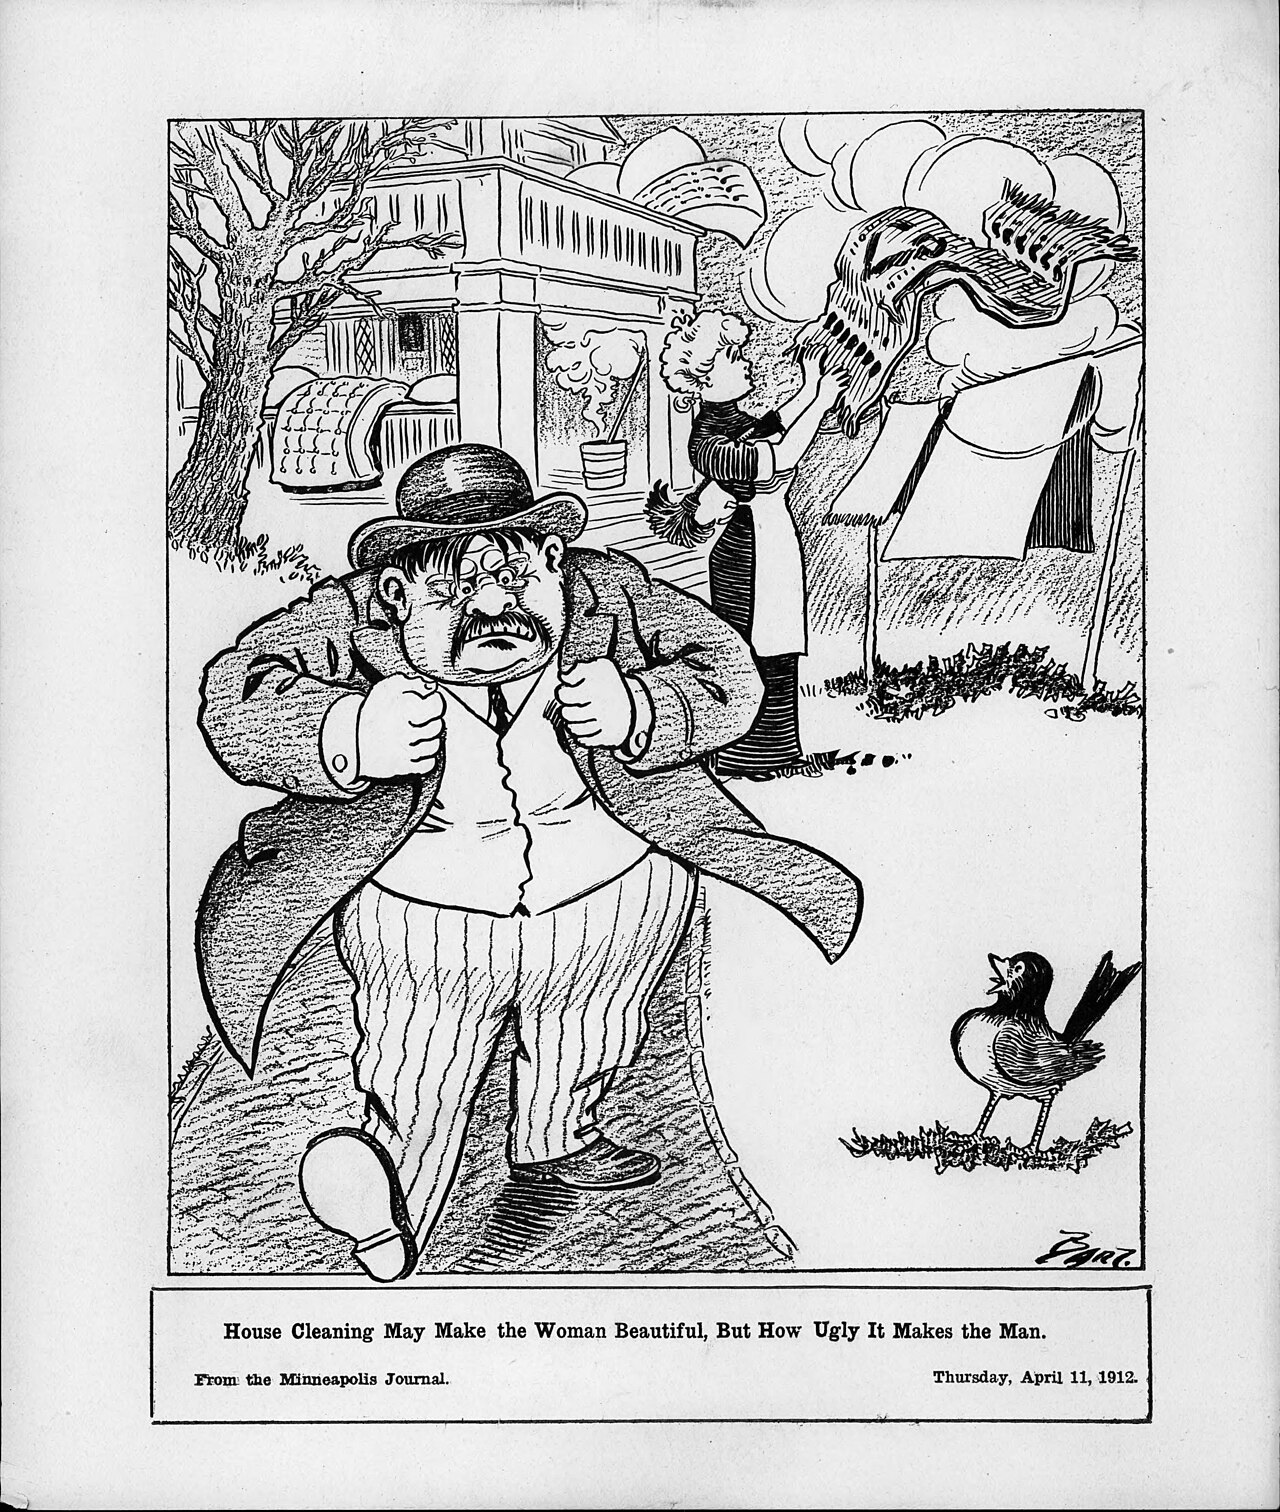 BART.
House Cleaning May Make the Woman Beautiful, But How Ugly It Makes the Man.
From the Minneapolis Journal.
Thursday, April 11, 1912.